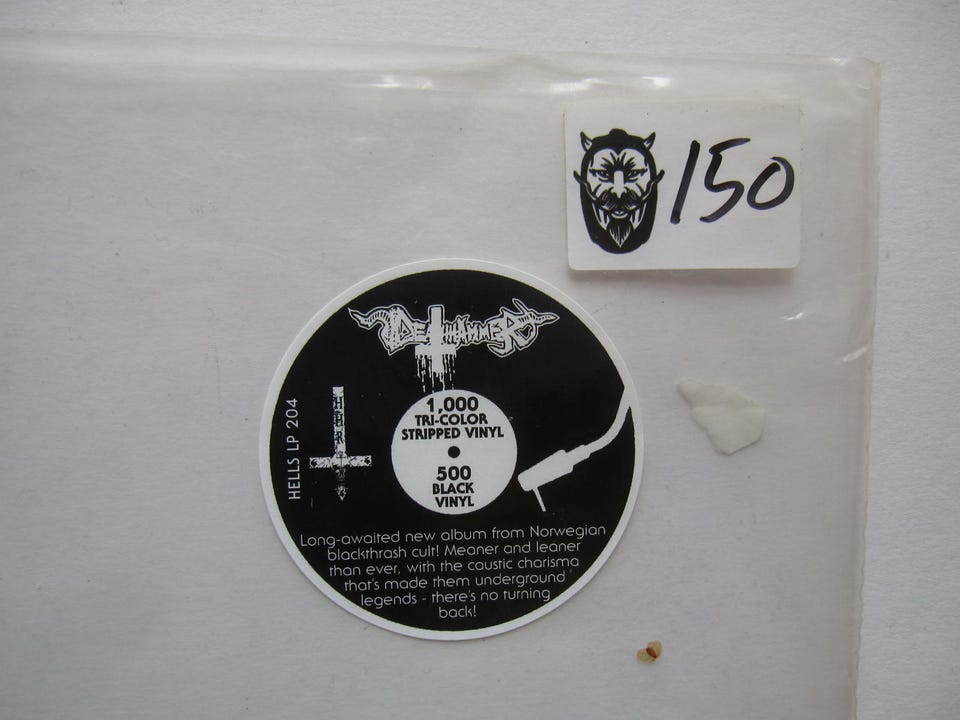 150
DEATHHAMMER
1,000
TRI-COLOR
STRIPPED VINYL
500
BLACK
VINYL
HELLS LP 204
HHR
Long-awaited new album from Norwegian
blackthrash cult! Meaner and leaner
than ever, with the caustic charisma
that's made them underground
legends - there's no turning
back!